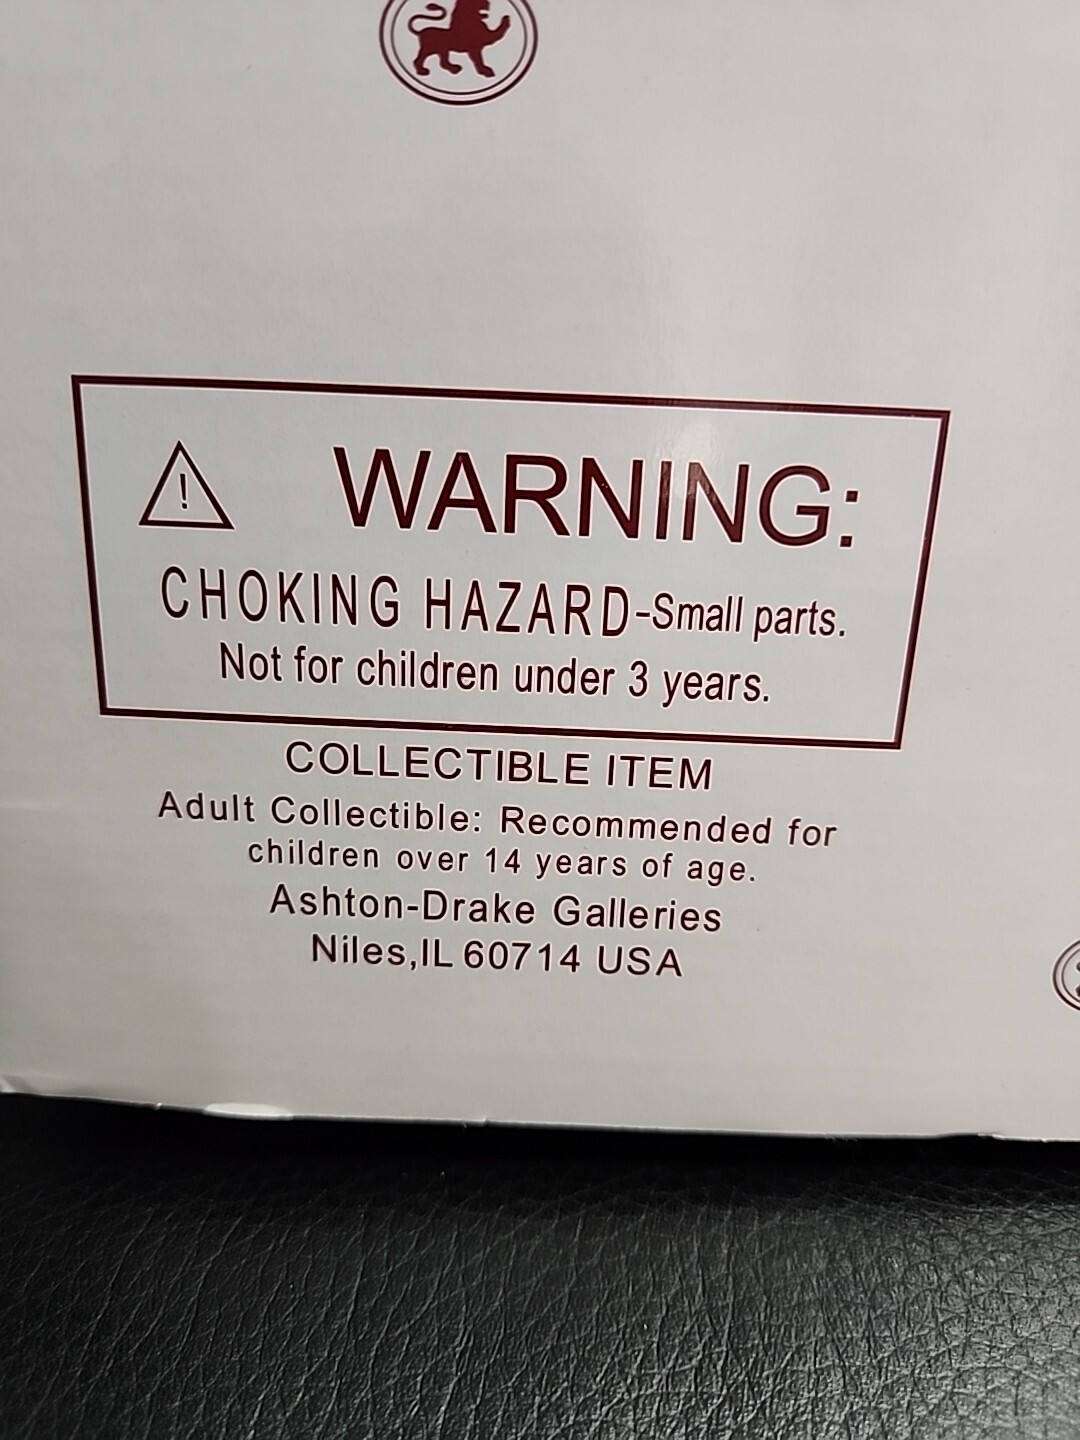 WARNING:
CHOKING HAZARD-Small parts.
Not for children under 3 years.
COLLECTIBLE ITEM
Adult Collectible: Recommended for
children over 14 years of age.
Ashton-Drake Galleries
Niles,IL 60714 USA